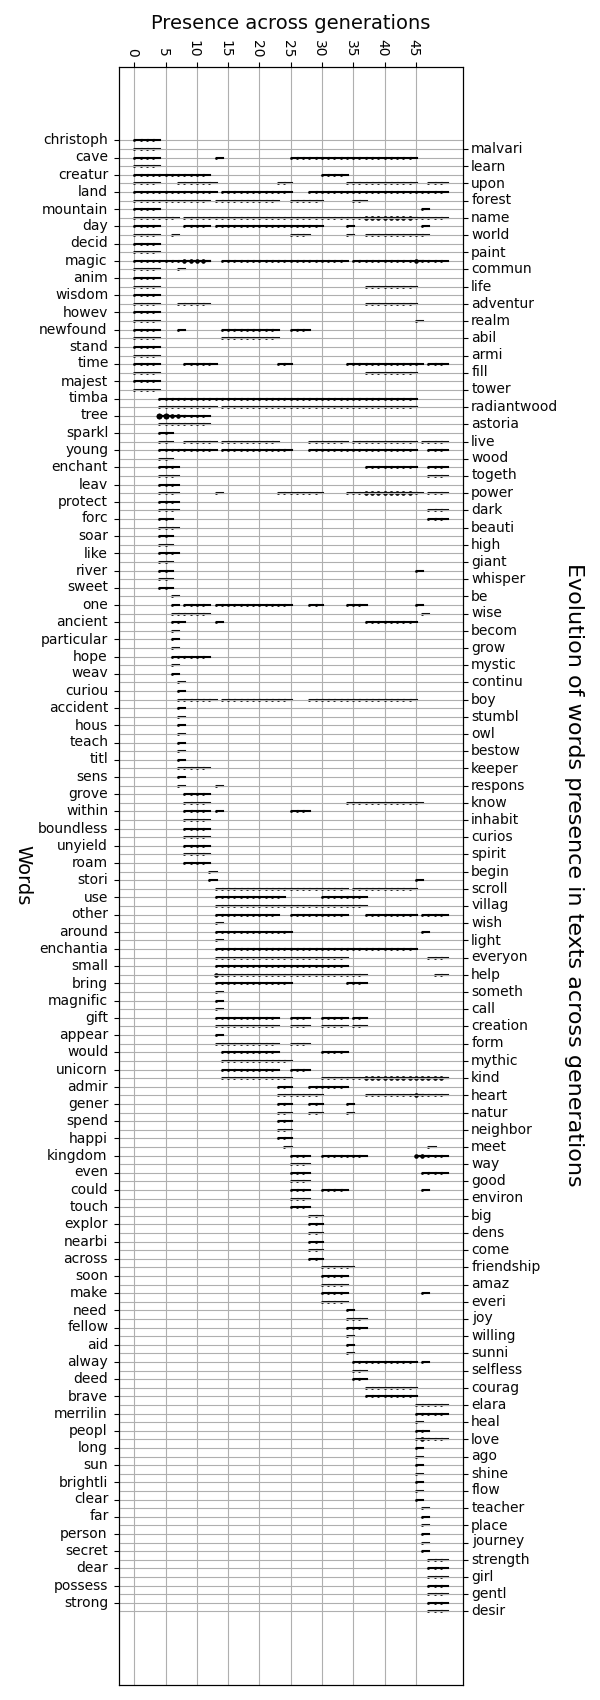 Presence across generations
0 5 10 15 20 25 30 35 40 45
christoph
malvari
cave
learn
creatur
upon
land
forest
mountain
name
day
world
decid
paint
magic
commun
anim
life
wisdom
adventur
howev
realm
newfound
abil
stand
armi
time
fill
majest
tower
timba
radiantwood
tree
astoria
sparkl
live
young
wood
enchant
togeth
leav
power
protect
dark
forc
beauti
soar
high
like
giant
river
whisper
sweet
be
one
wise
ancient
becom
particular
grow
hope
mystic
weav
continu
curiou
boy
accident
stumbl
hous
owl
teach
bestow
titl
keeper
sens
respons
grove
know
within
inhabit
boundless
curios
unyield
spirit
roam
begin
stori
scroll
use
villag
other
wish
around
light
enchantia
everyon
small
help
bring
someth
magnific
call
gift
creation
appear
form
would
mythic
unicorn
kind
admir
heart
gener
natur
spend
neighbor
happi
meet
kingdom
way
even
good
could
environ
touch
big
explor
dens
nearbi
come
across
friendship
soon
amaz
make
everi
need
joy
fellow
willing
aid
sunni
alway
selfless
deed
courag
brave
elara
merrilin
heal
peopl
love
long
ago
sun
shine
brightli
flow
clear
teacher
far
place
person
journey
secret
strength
dear
girl
possess
gentl
strong
desir
Words
Evolution of words presence in texts across generations